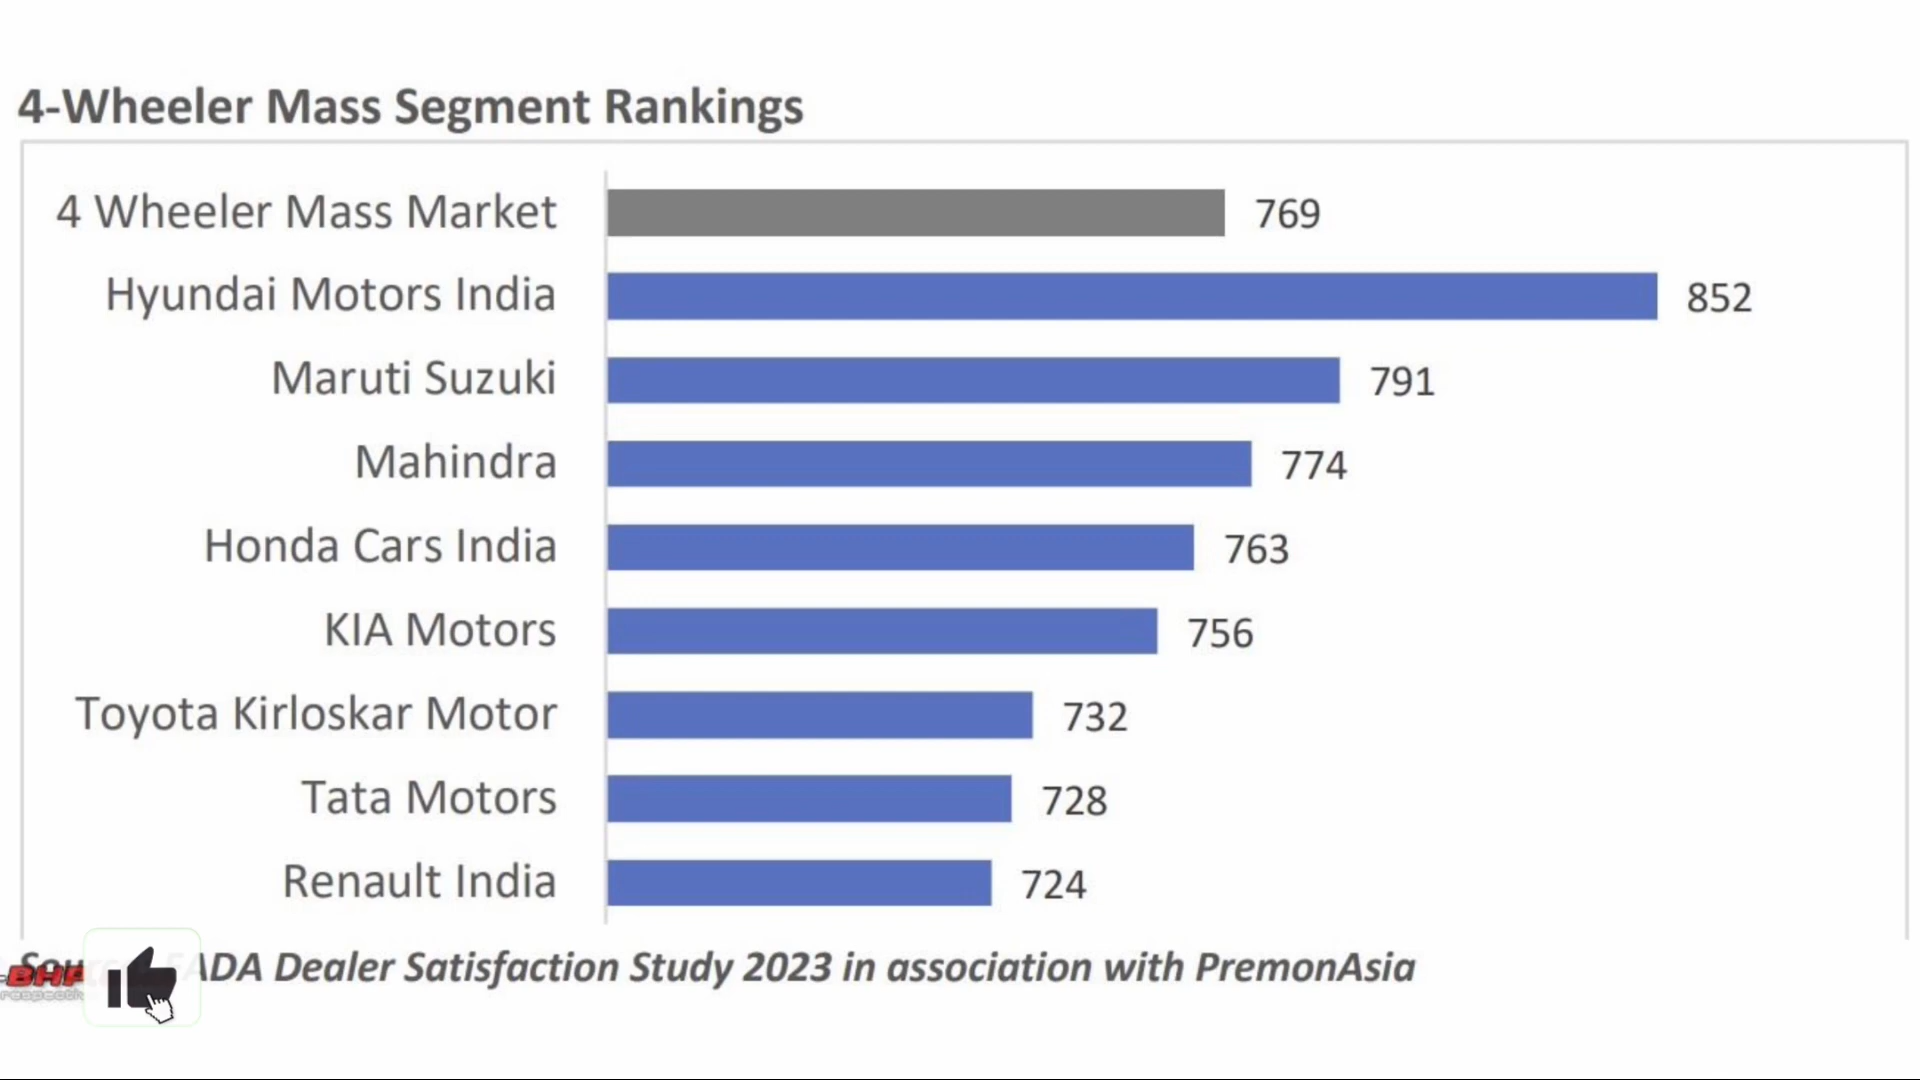 4-Wheeler Mass Segment Rankings
4 Wheeler Mass Market 769
Hyundai Motors India 852
Maruti Suzuki 791
Mahindra 774
Honda Cars India 763
KIA Motors 756
Toyota Kirloskar Motor 732
Tata Motors 728
Renault India 724
ADA Dealer Satisfaction Study 2023 in association with PremonAsia
-BHP